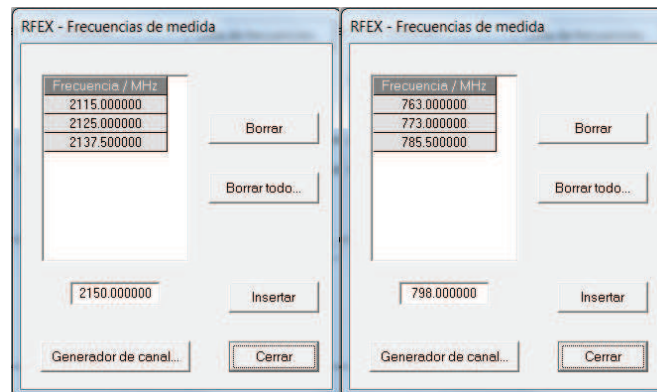 RFEX - Frecuencias de medida
Frecuencia / MHz
2115.000000
2125.000000
2137.500000
Borrar
Borrar todo...
2150.000000
Insertar
Generador de canal...
Cerrar
RFEX - Frecuencias de medida
Frecuencia / MHz
763.000000
773.000000
785.500000
Borrar
Borrar todo...
798.000000
Insertar
Generador de canal...
Cerrar